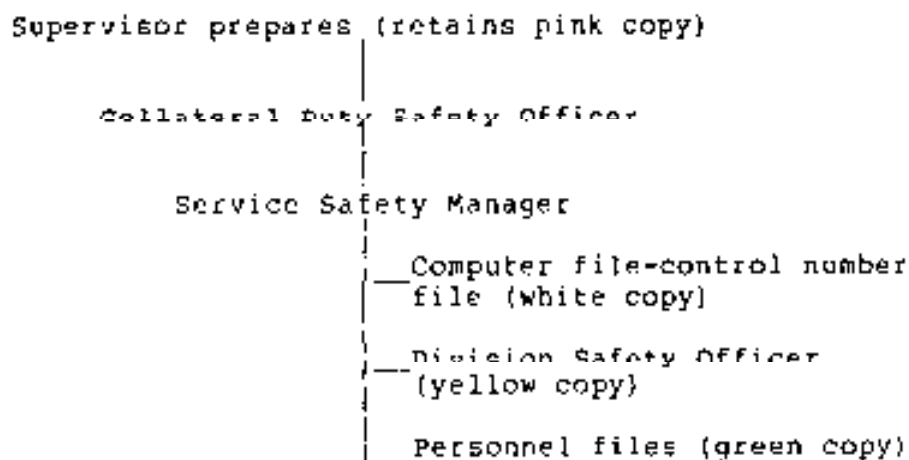 Supervisor prepares (retains pink copy)
Collateral Duty Safety Officer
Service Safety Manager
Computer file-control number
file (white copy)
Division Safety Officer
(yellow copy)
Personnel files (green copy)